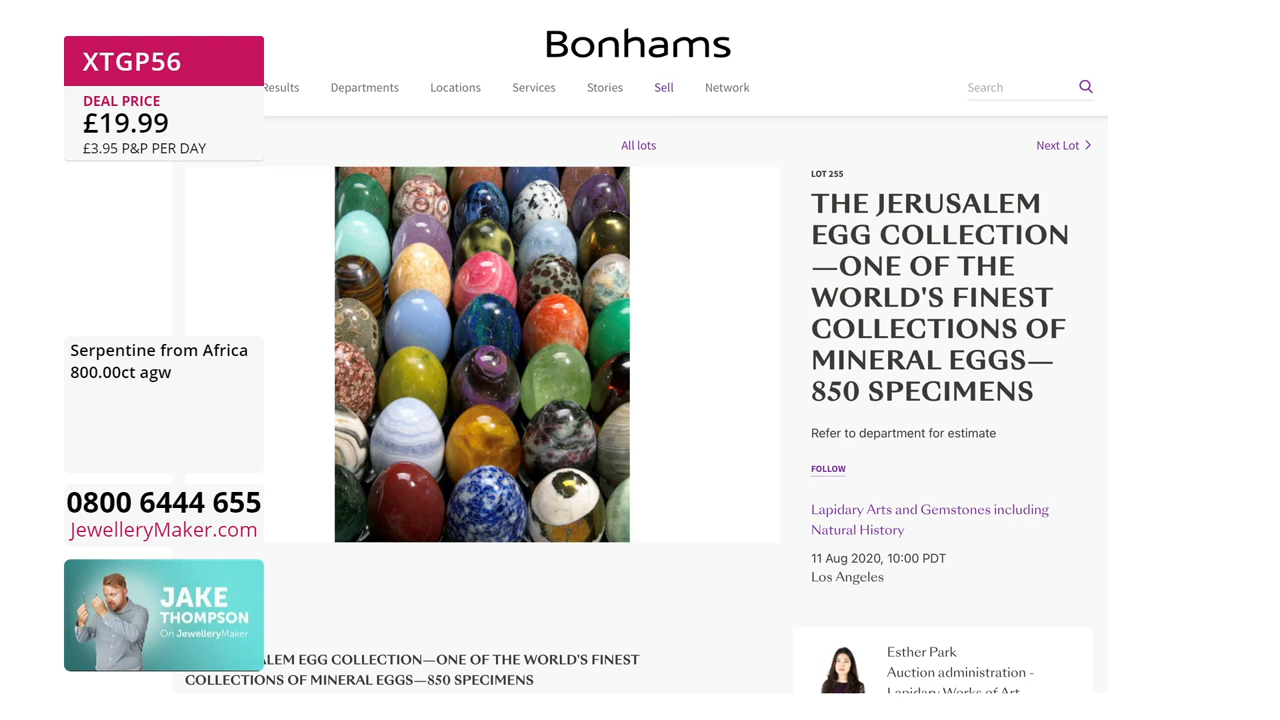 XTGP56
DEAL PRICE
£19.99
£3.95 P&P PER DAY
Serpentine from Africa
800.00ct agw
0800 6444 655
JewelleryMaker.com
JAKE
THOMPSON
On JewelleryMaker
Bonhams
Results Departments Locations Services Stories Sell Network Search
All lots Next Lot
LOT 255
THE JERUSALEM
EGG COLLECTION
—ONE OF THE
WORLD'S FINEST
COLLECTIONS OF
MINERAL EGGS—
850 SPECIMENS
Refer to department for estimate
FOLLOW
Lapidary Arts and Gemstones including
Natural History
11 Aug 2020, 10:00 PDT
Los Angeles
EGG COLLECTION—ONE OF THE WORLD'S FINEST
COLLECTIONS OF MINERAL EGGS—850 SPECIMENS
Esther Park
Auction administration -
Lapidary Works of Art